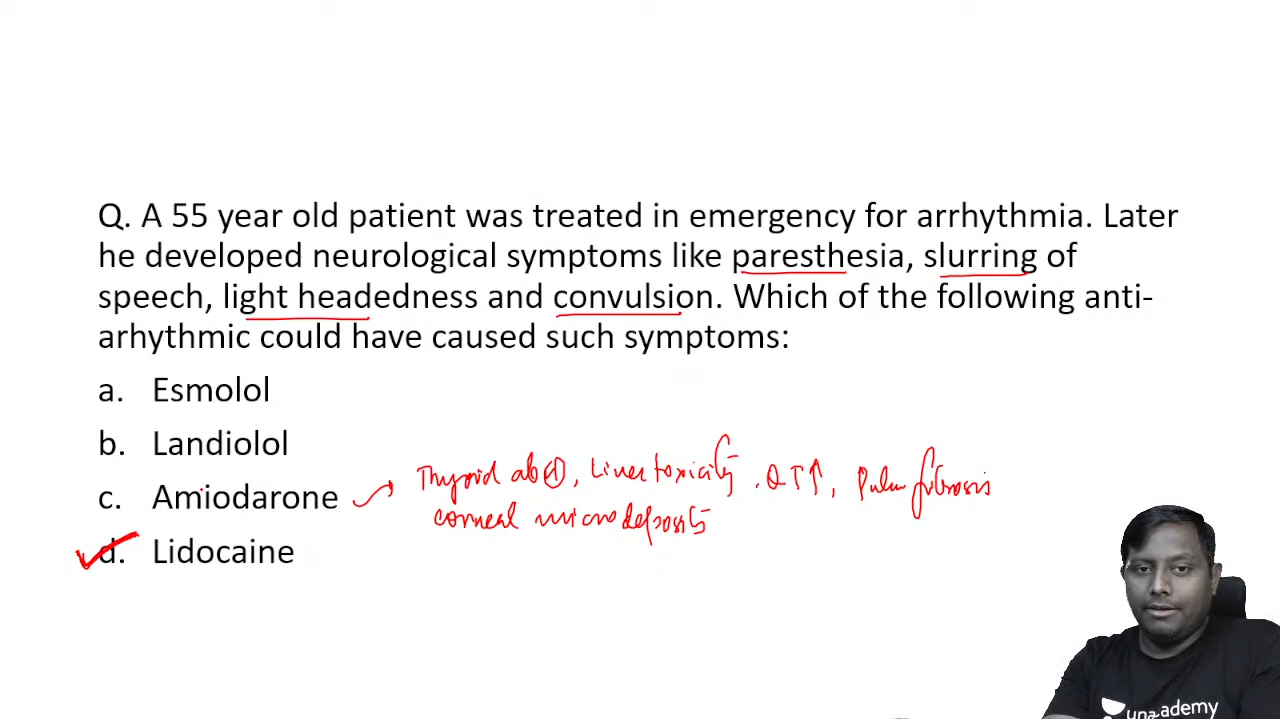 Q. A 55 year old patient was treated in emergency for arrhythmia. Later
he developed neurological symptoms like paresthesia, slurring of
speech, light headedness and convulsion. Which of the following anti-
arhythmic could have caused such symptoms:
a. Esmolol
b. Landiolol
Thyroid ab, Liver toxicity, QT↑, Pulm fibrosis
c. Amiodarone
corneal microdeposits
d. Lidocaine
unacademy